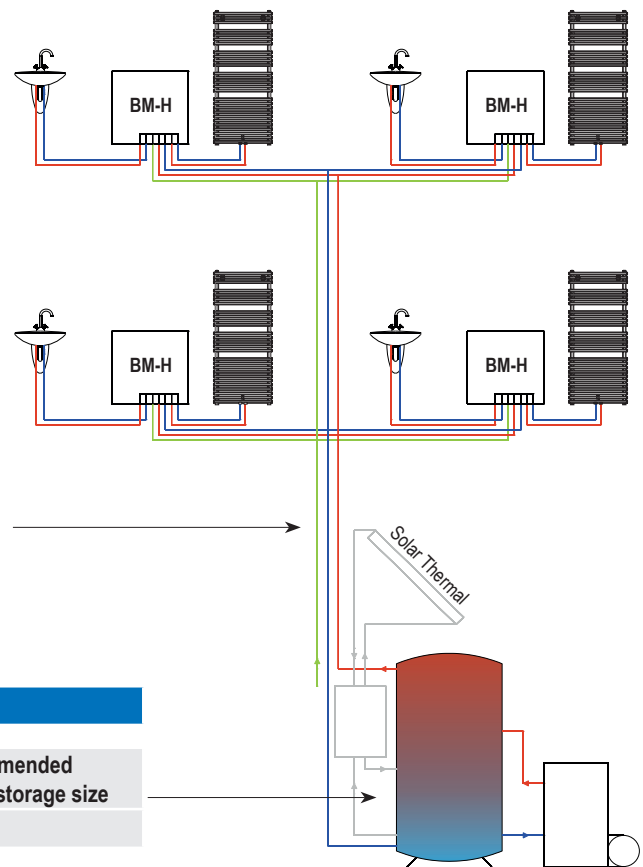 BM-H
BM-H
BM-H
BM-H
Solar Thermal
mended
storage size